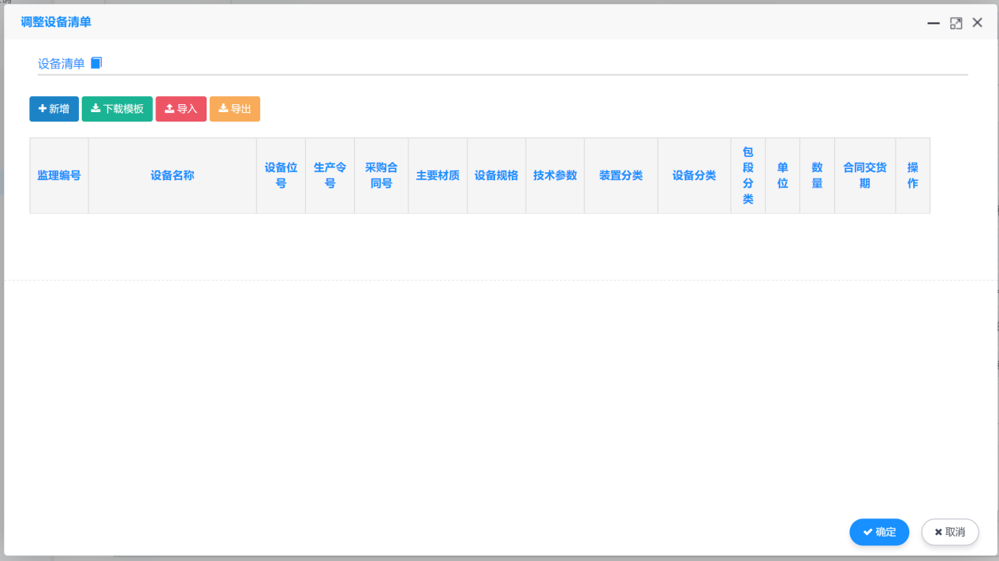 调整设备清单
设备清单
新增 下载模板 导入 导出
监理编号 设备名称 设备位号 生产令号 采购合同号 主要材质 设备规格 技术参数 装置分类 设备分类 包段分类 单位 数量 合同交货期 操作
确定 取消